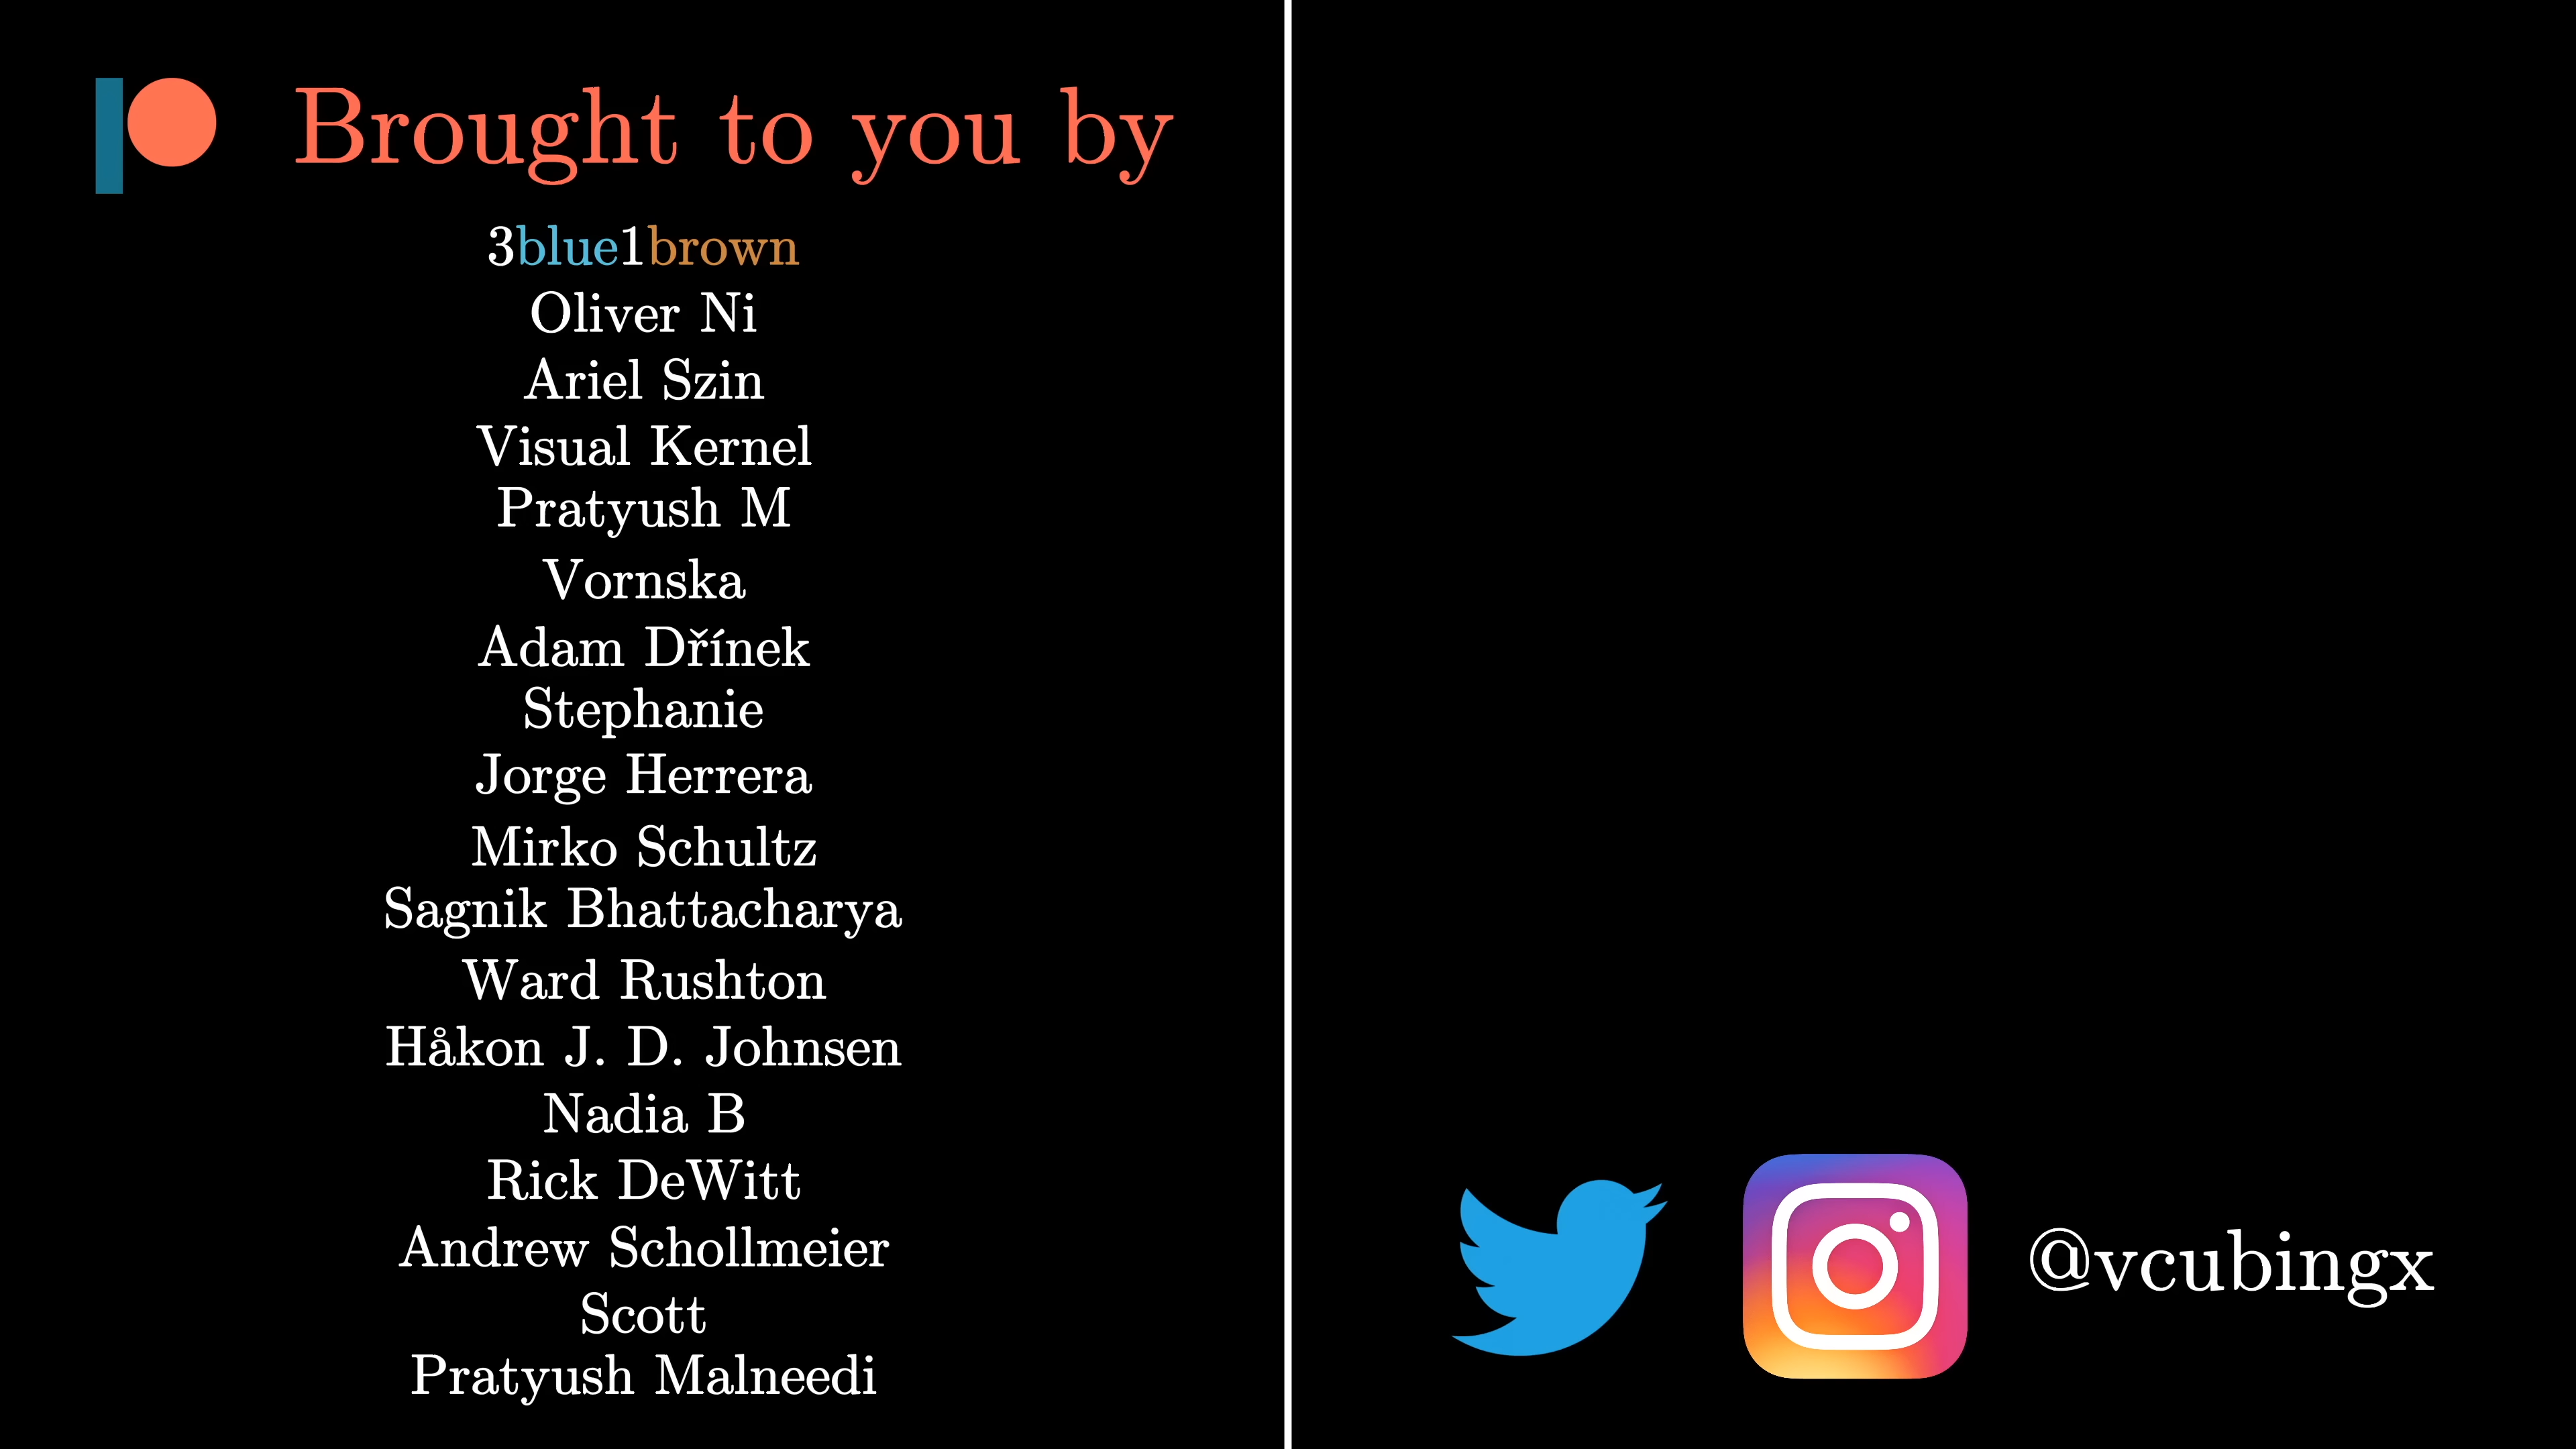 Brought to you by
3blue1brown
Oliver Ni
Ariel Szin
Visual Kernel
Pratyush M
Vornska
Adam Dřínek
Stephanie
Jorge Herrera
Mirko Schultz
Sagnik Bhattacharya
Ward Rushton
Håkon J. D. Johnsen
Nadia B
Rick DeWitt
Andrew Schollmeier
Scott
Pratyush Malneedi
@vcubingx